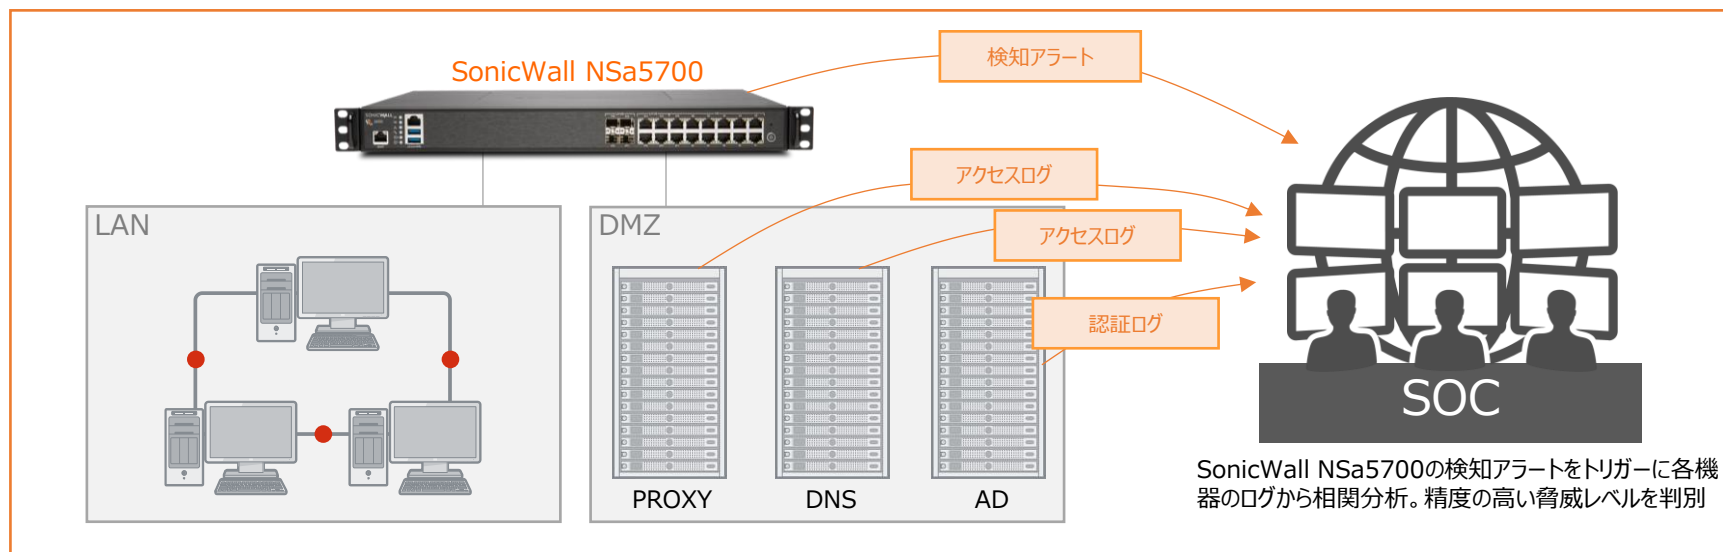 検知アラート
SonicWall NSa5700
SONICWALL
アクセスログ
LAN
DMZ
アクセスログ
認証ログ
SOC
PROXY
DNS
AD
SonicWall NSa5700の検知アラートをトリガーに各機
器のログから相関分析。精度の高い脅威レベルを判別